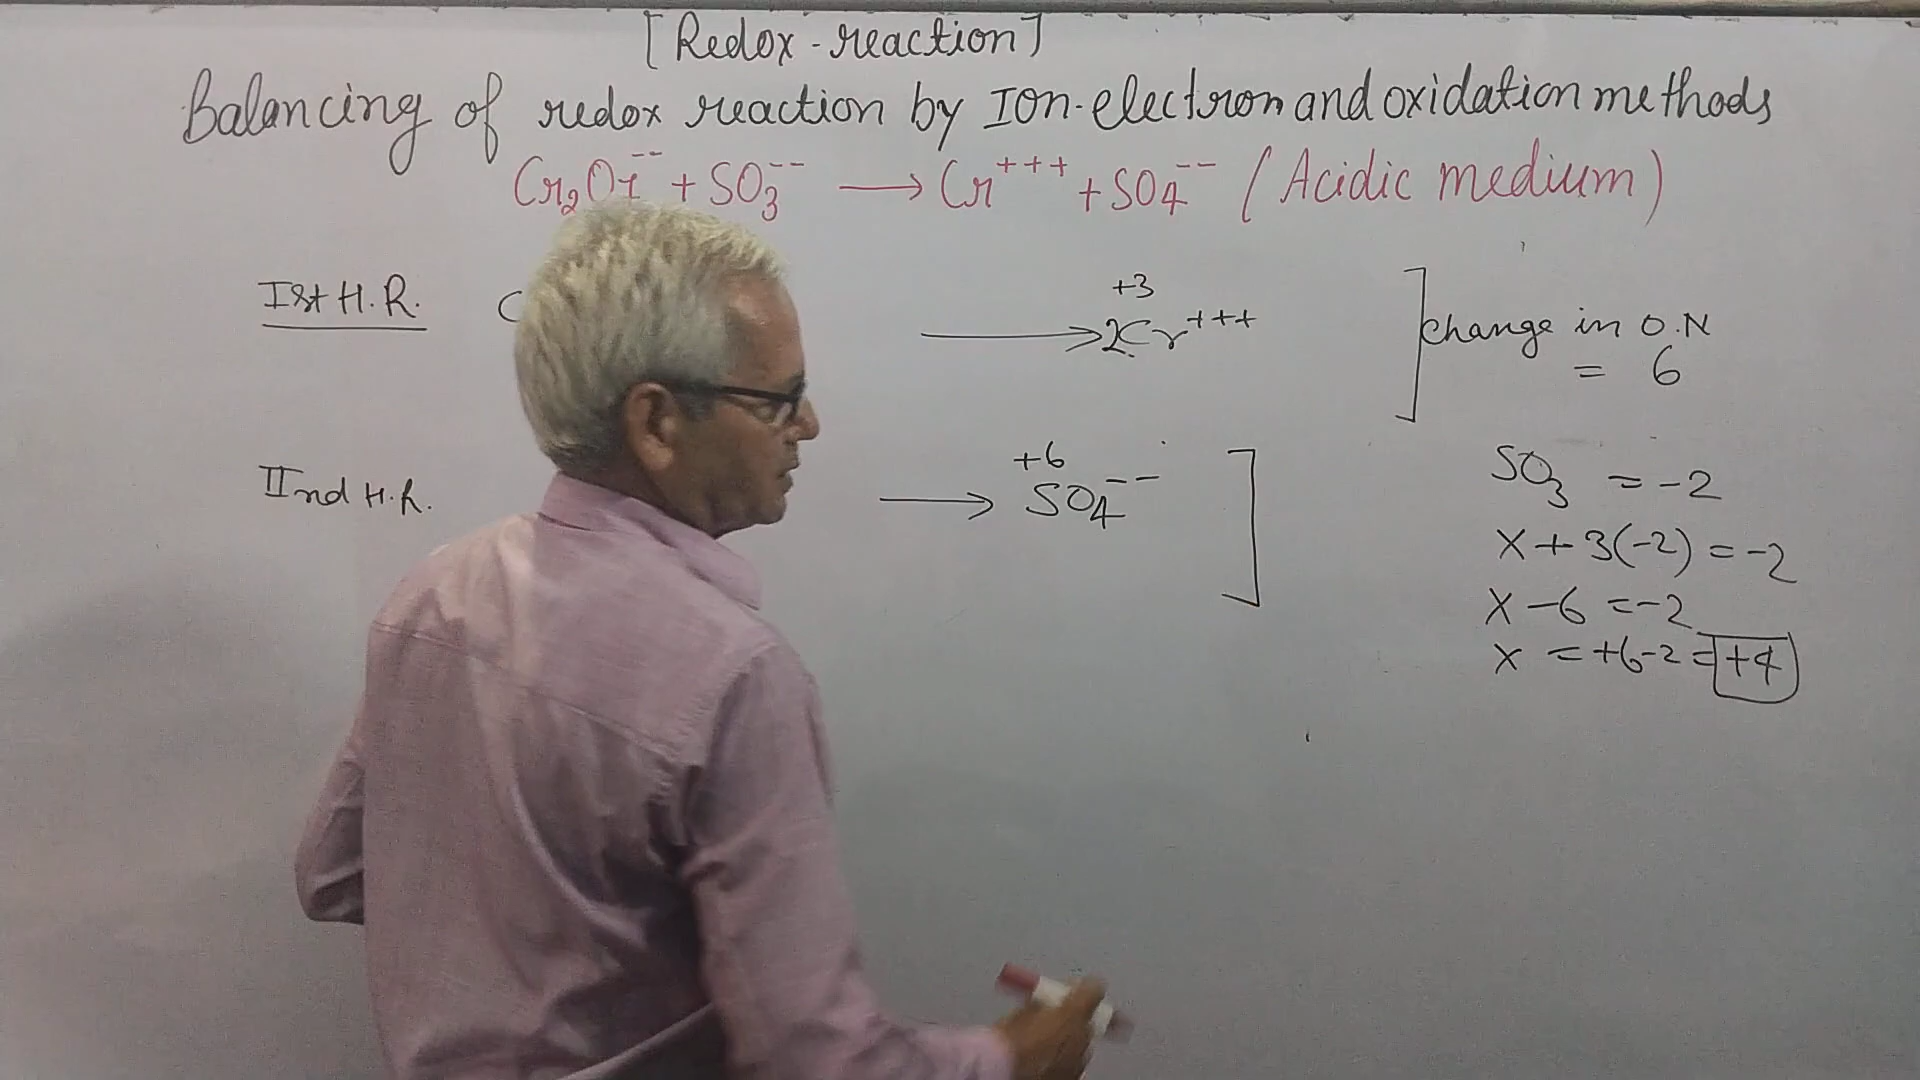 [Redox-reaction]
Balancing of redox reaction by Ion-electron and oxidation methods
Cr₂O7⁻⁻ + SO₃⁻⁻ ⟶ Cr⁺⁺⁺ + SO₄⁻⁻ (Acidic medium)
Ist H.R. C ⟶ 2Cr⁺⁺⁺
+3
change in O.N
= 6
IInd H.R. ⟶ SO₄⁻⁻
+6
SO₃ = -2
x + 3(-2) = -2
x - 6 = -2
x = +6-2 = +4